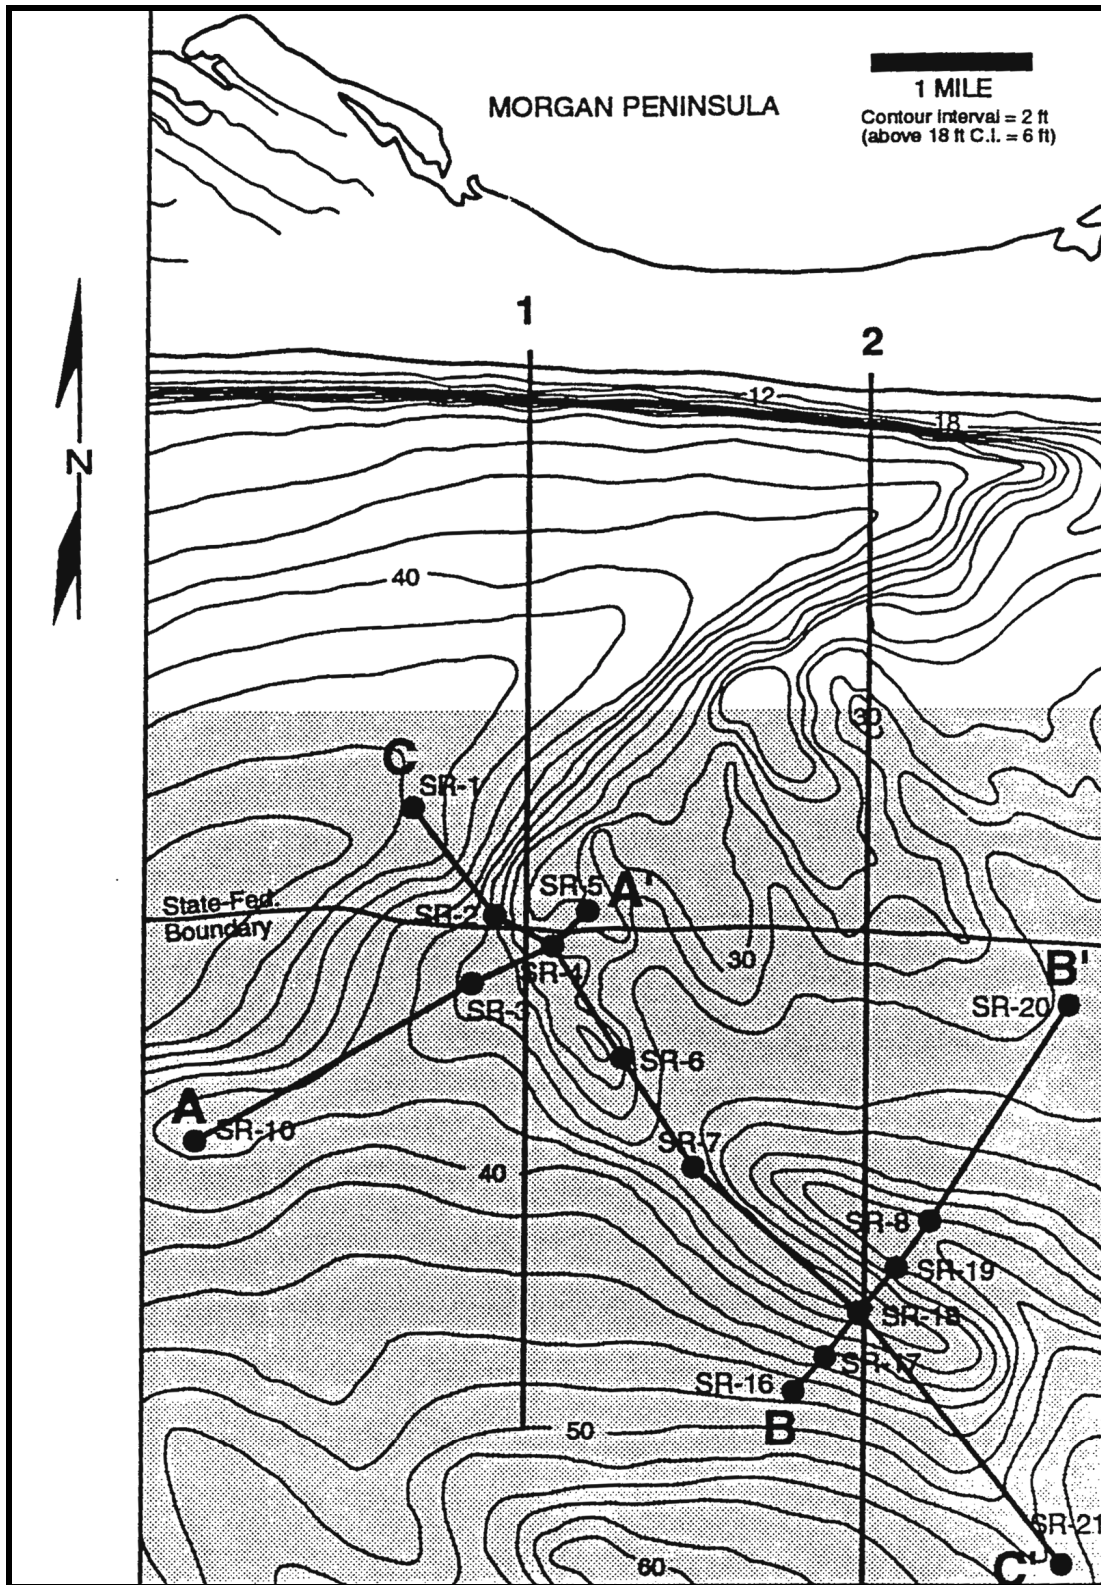 MORGAN PENINSULA
1 MILE
Contour interval = 2 ft
(above 18 ft C.I. = 6 ft)
1
2
12
18
N
40
30
C
SR-1
State-Fed.
Boundary
SR-2
SR-5
A'
SR-4
30
B'
SR-3
SR-20
SR-6
A
SR-10
SR-7
40
SR-8
SR-19
SR-18
SR-17
SR-16
B
50
SR-21
C'
60